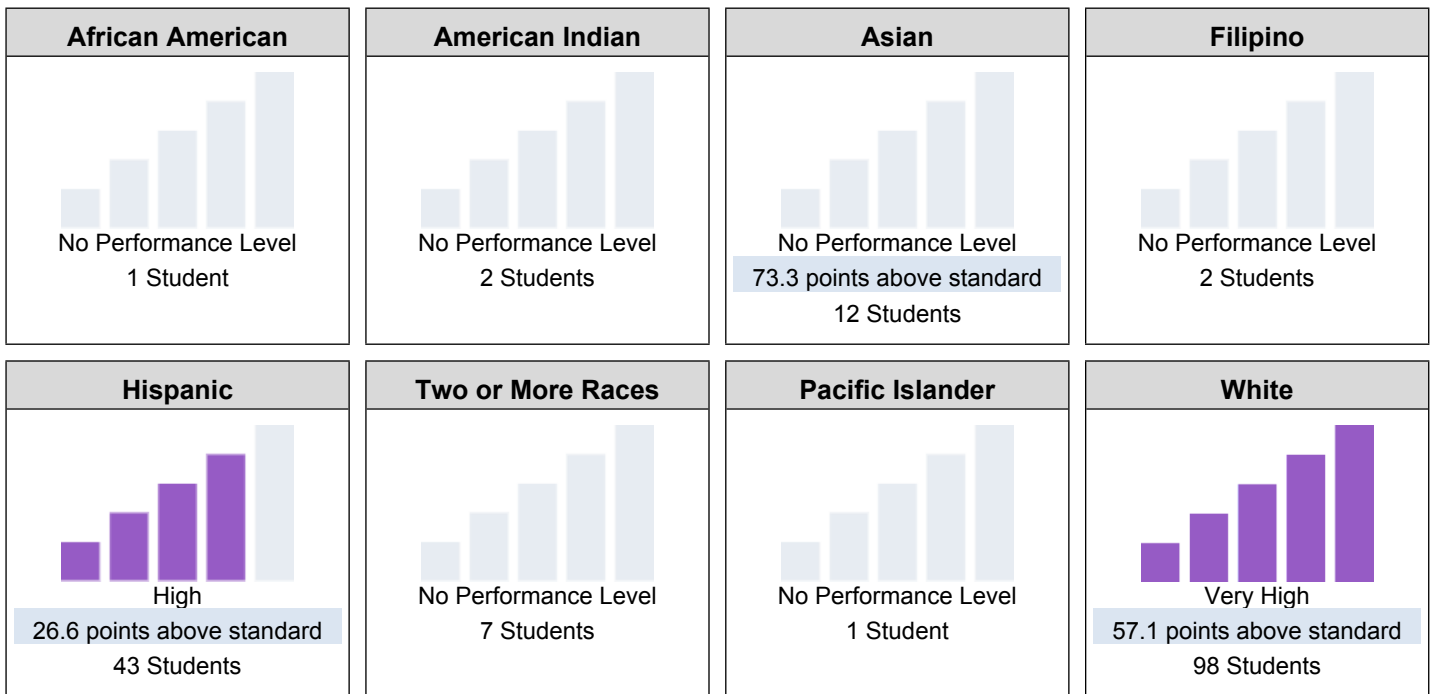 African American
No Performance Level
1 Student
American Indian
No Performance Level
2 Students
Asian
No Performance Level
73.3 points above standard
12 Students
Filipino
No Performance Level
2 Students
Hispanic
High
26.6 points above standard
43 Students
Two or More Races
No Performance Level
7 Students
Pacific Islander
No Performance Level
1 Student
White
Very High
57.1 points above standard
98 Students